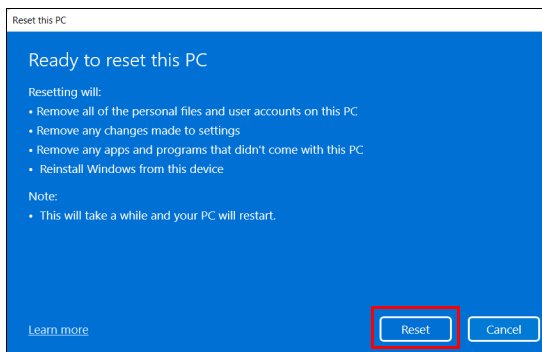 Reset this PC
Ready to reset this PC
Resetting will:
• Remove all of the personal files and user accounts on this PC
• Remove any changes made to settings
• Remove any apps and programs that didn't come with this PC
• Reinstall Windows from this device
Note:
• This will take a while and your PC will restart.
Learn more
Reset
Cancel